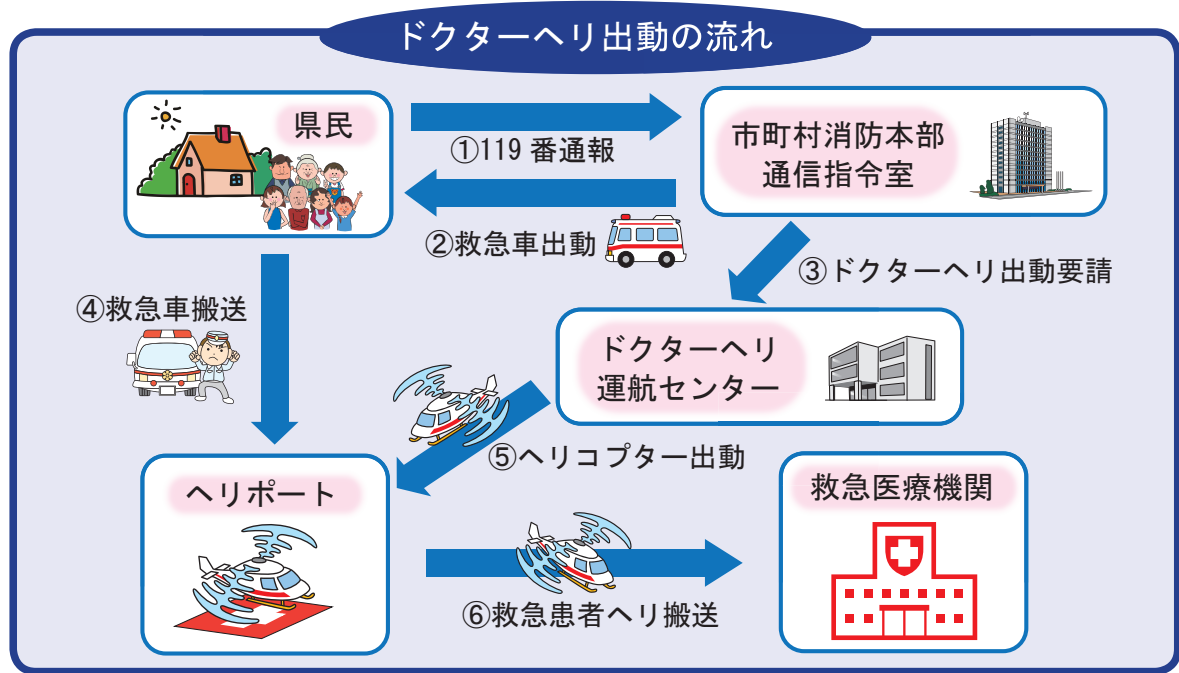 ドクターヘリ出動の流れ
県民
①119番通報
市町村消防本部
通信指令室
②救急車出動
③ドクターヘリ出動要請
④救急車搬送
ドクターヘリ
運航センター
⑤ヘリコプター出動
ヘリポート
救急医療機関
⑥救急患者ヘリ搬送